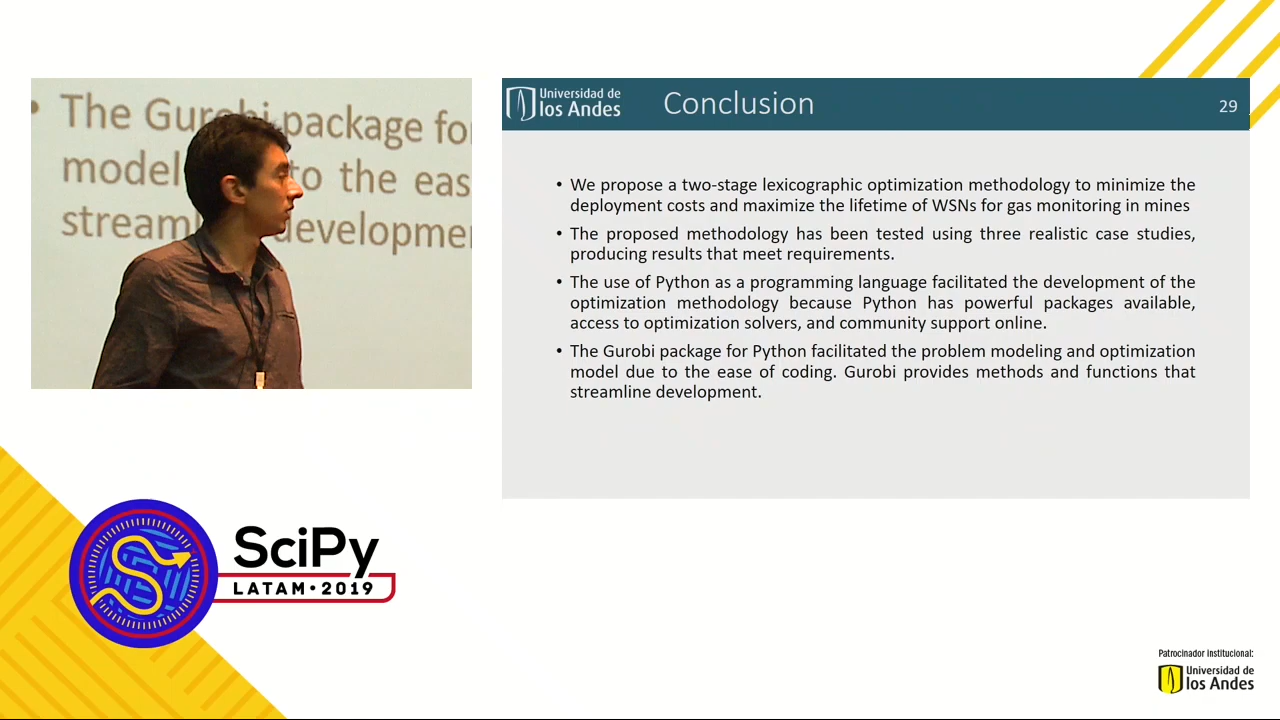 The Gurobi package fo
model to the eas
streaml developmen
Universidad de
los Andes
Conclusion
29
• We propose a two-stage lexicographic optimization methodology to minimize the
deployment costs and maximize the lifetime of WSNs for gas monitoring in mines
• The proposed methodology has been tested using three realistic case studies,
producing results that meet requirements.
• The use of Python as a programming language facilitated the development of the
optimization methodology because Python has powerful packages available,
access to optimization solvers, and community support online.
• The Gurobi package for Python facilitated the problem modeling and optimization
model due to the ease of coding. Gurobi provides methods and functions that
streamline development.
SciPy
LATAM • 2019
Patrocinador institucional:
Universidad de
los Andes